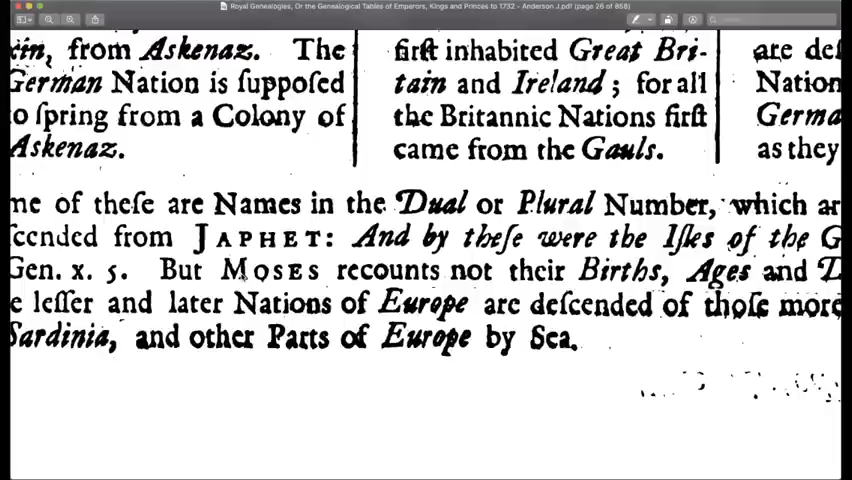 Royal Genealogies, Or the Genealogical Tables of Emperors, Kings and Princes to 1732 - Anderson J.pdf (page 26 of 858)
from Askenaz. The
German Nation is ſuppoſed
to ſpring from a Colony of
Askenaz.
firſt inhabited Great Bri-
tain and Ireland; for all
the Britannic Nations firſt
came from the Gauls.
are
Nation
Germa
as they
me of theſe are Names in the Dual or Plural Number, which ar
ſcended from JAPHET: And by theſe were the Iſles of the G
Gen. x. 5. But MOSES recounts not their Births, Ages and D
e leſſer and later Nations of Europe are deſcended of thoſe more
Sardinia, and other Parts of Europe by Sea.